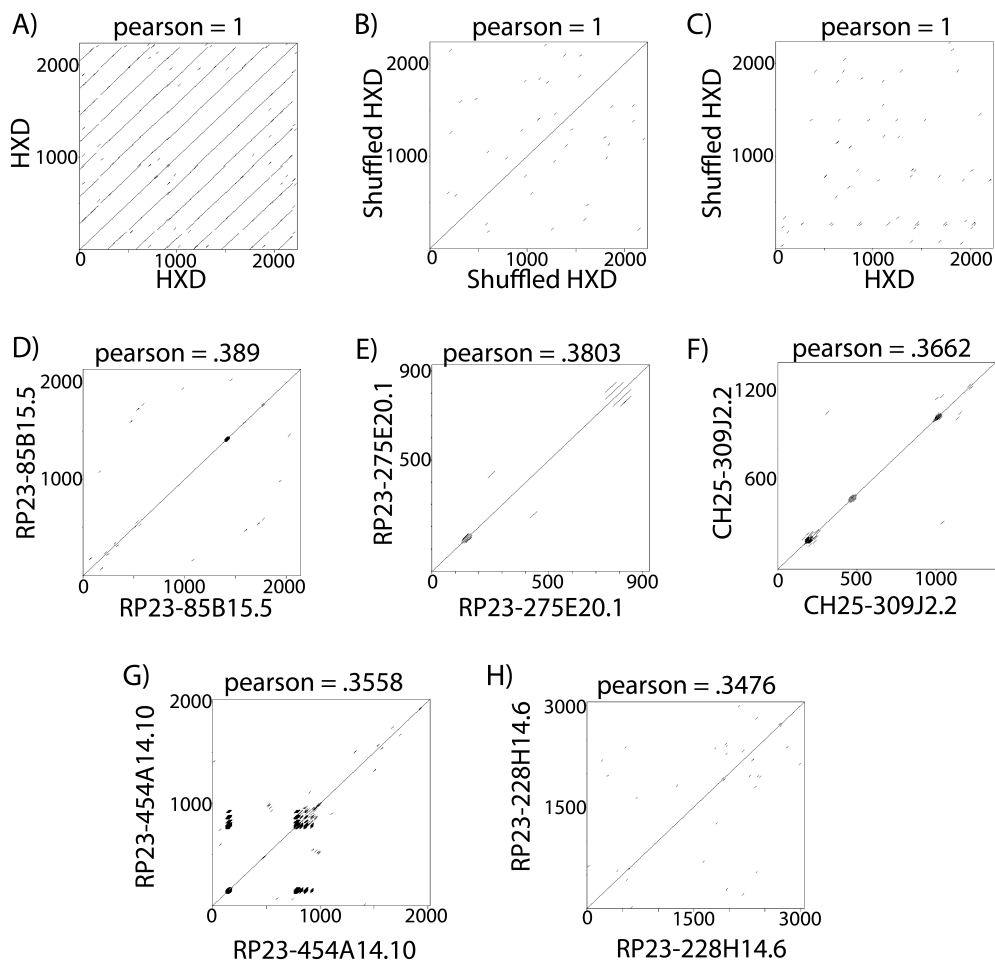 A)
pearson = 1
HXD
2000
1000
0 1000 2000
HXD
B)
pearson = 1
Shuffled HXD
2000
1000
0 1000 2000
Shuffled HXD
C)
pearson = 1
Shuffled HXD
2000
1000
0 1000 2000
HXD
D)
pearson = .389
RP23-85B15.5
2000
1000
0 1000 2000
RP23-85B15.5
E)
pearson = .3803
RP23-275E20.1
900
500
0 500 900
RP23-275E20.1
F)
pearson = .3662
CH25-309J2.2
1200
600
0 500 1000
CH25-309J2.2
G)
pearson = .3558
RP23-454A14.10
2000
1000
0 1000 2000
RP23-454A14.10
H)
pearson = .3476
RP23-228H14.6
3000
1500
0 1500 3000
RP23-228H14.6